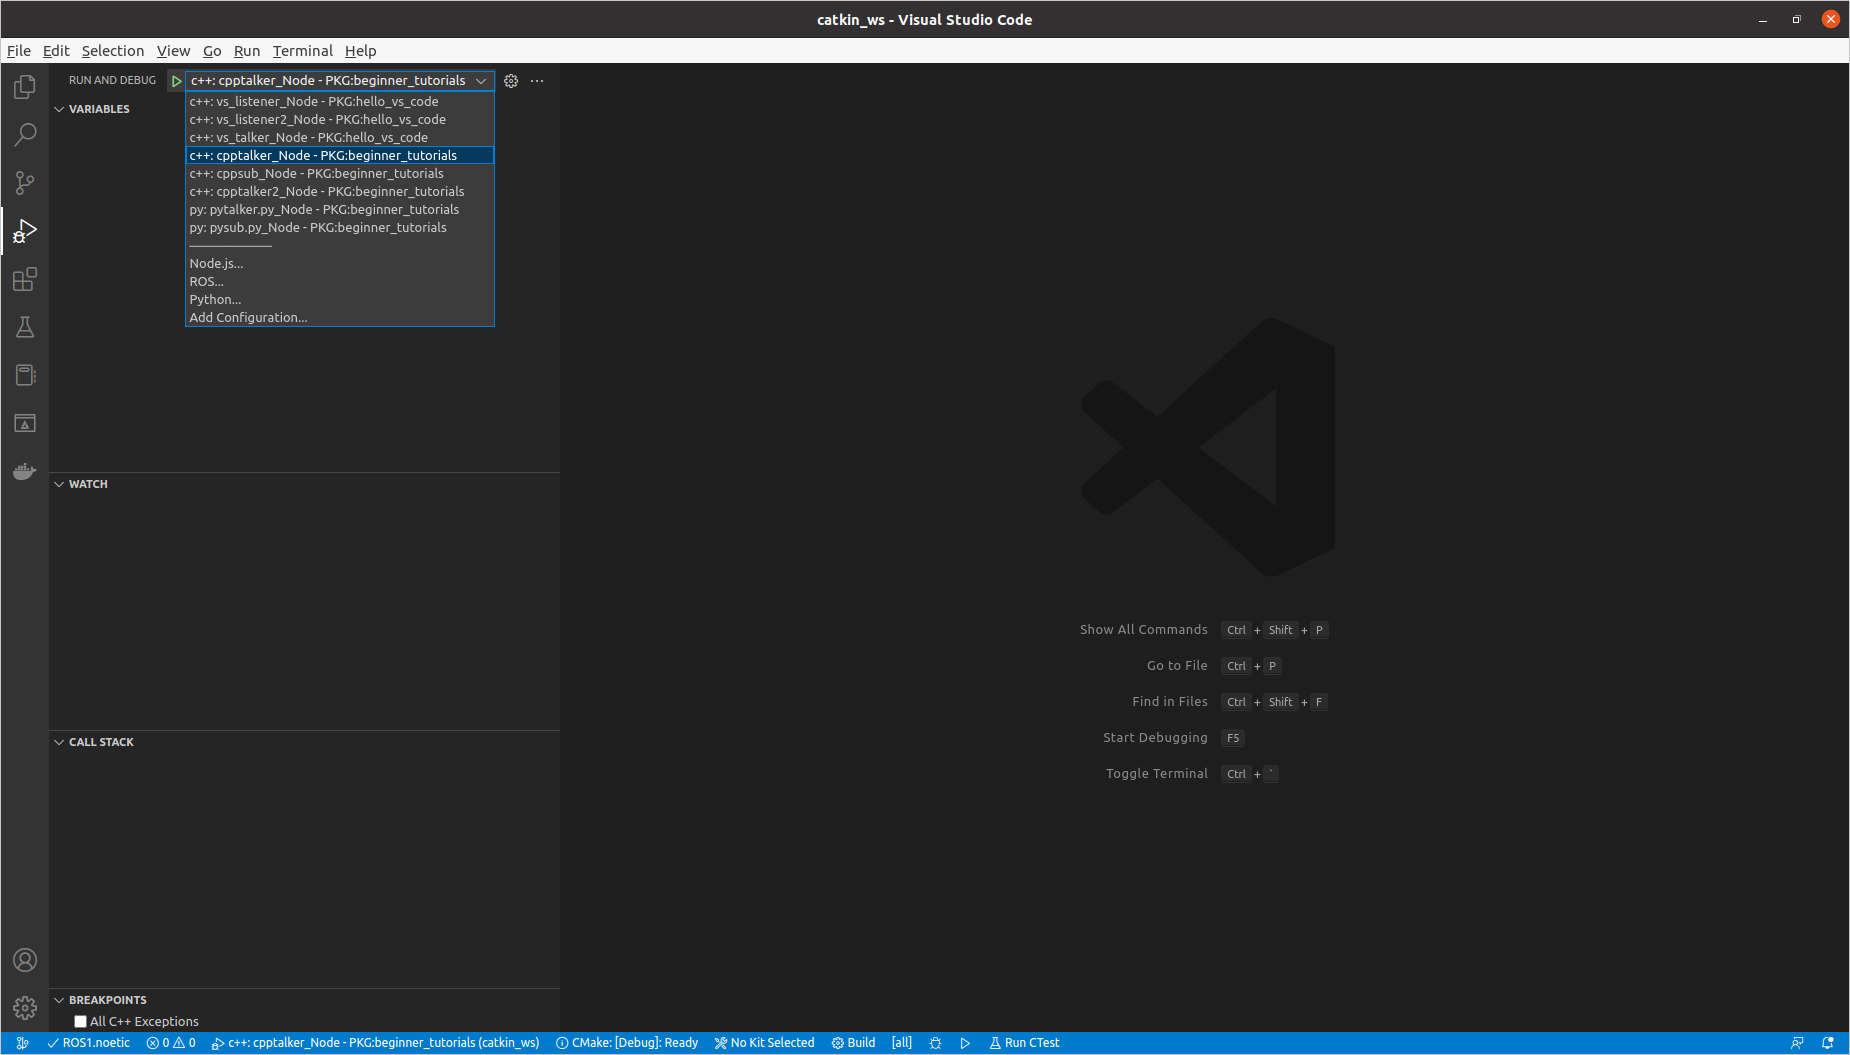 catkin_ws - Visual Studio Code
File Edit Selection View Go Run Terminal Help
RUN AND DEBUG c++: cpptalker_Node - PKG:beginner_tutorials ...
c++: vs_listener_Node - PKG:hello_vs_code
c++: vs_listener2_Node - PKG:hello_vs_code
c++: vs_talker_Node - PKG:hello_vs_code
c++: cpptalker_Node - PKG:beginner_tutorials
c++: cppsub_Node - PKG:beginner_tutorials
c++: cpptalker2_Node - PKG:beginner_tutorials
py: pytalker.py_Node - PKG:beginner_tutorials
py: pysub.py_Node - PKG:beginner_tutorials
Node.js...
ROS...
Python...
Add Configuration...
VARIABLES
WATCH
CALL STACK
BREAKPOINTS
All C++ Exceptions
Show All Commands Ctrl + Shift + P
Go to File Ctrl + P
Find in Files Ctrl + Shift + F
Start Debugging F5
Toggle Terminal Ctrl + `
ROS1.noetic 0 0 c++: cpptalker_Node - PKG:beginner_tutorials (catkin_ws) CMake: [Debug]: Ready No Kit Selected Build [all] Run CTest